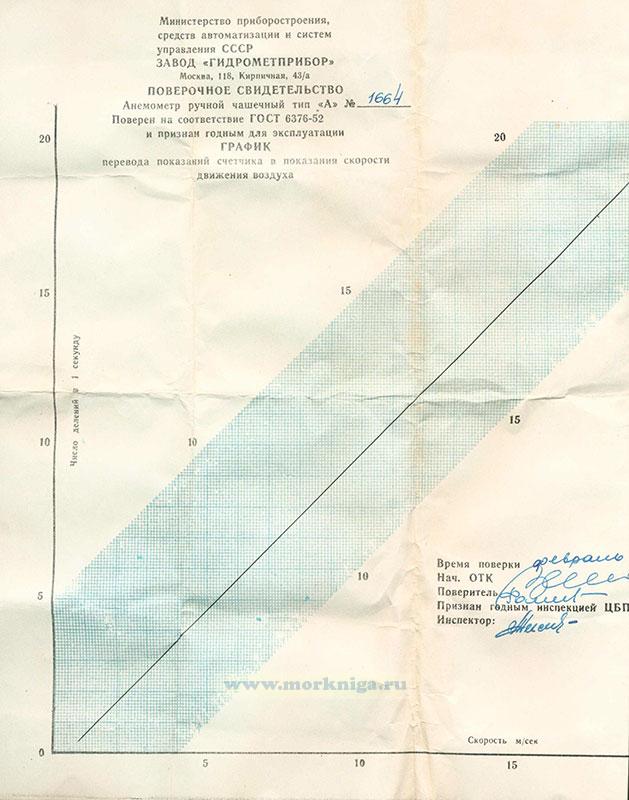 Министерство приборостроения,
средств автоматизации и систем
управления СССР
ЗАВОД «ГИДРОМЕТПРИБОР»
Москва, 118, Кирпичная, 43/а
ПОВЕРОЧНОЕ СВИДЕТЕЛЬСТВО
Анемометр ручной чашечный тип «А» № 1664
Поверен на соответствие ГОСТ 6376-52
и признан годным для эксплуатации
ГРАФИК
перевода показаний счетчика в показания скорости
движения воздуха
20
20
15
15
Число делений в 1 секунду
10
10
15
Время поверки февраль
Нач. ОТК
10
Поверитель
5
Признан годным инспекцией ЦБП
Инспектор:
www.morkniga.ru
Скорость м/сек
0
5
10
15